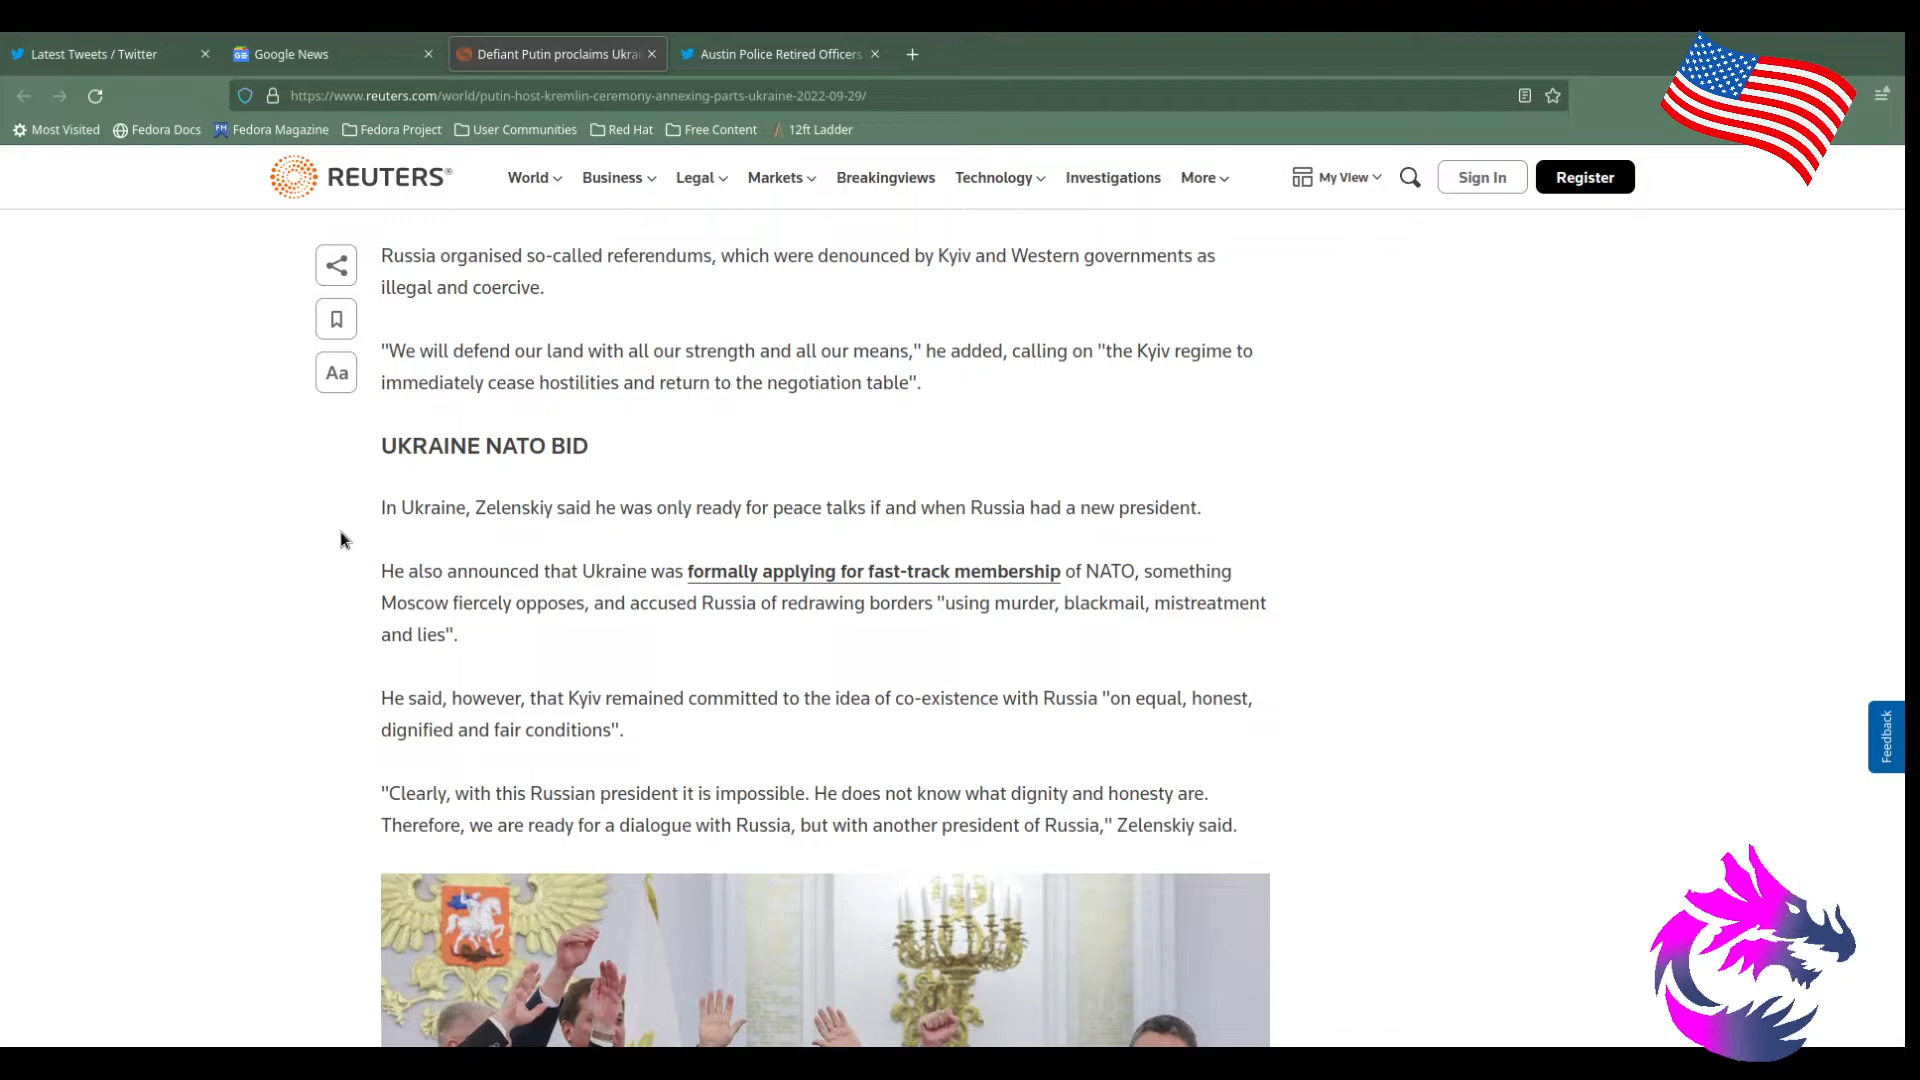 Latest Tweets / Twitter
Google News
Defiant Putin proclaims Ukrai
Austin Police Retired Officers
https://www.reuters.com/world/putin-host-kremlin-ceremony-annexing-parts-ukraine-2022-09-29/
Most Visited
Fedora Docs
FM
Fedora Magazine
Fedora Project
User Communities
Red Hat
Free Content
12ft Ladder
REUTERS®
World
Business
Legal
Markets
Breakingviews
Technology
Investigations
More
My View
Sign In
Register
Russia organised so-called referendums, which were denounced by Kyiv and Western governments as
illegal and coercive.
"We will defend our land with all our strength and all our means," he added, calling on "the Kyiv regime to
immediately cease hostilities and return to the negotiation table".
Aa
UKRAINE NATO BID
In Ukraine, Zelenskiy said he was only ready for peace talks if and when Russia had a new president.
He also announced that Ukraine was formally applying for fast-track membership of NATO, something
Moscow fiercely opposes, and accused Russia of redrawing borders "using murder, blackmail, mistreatment
and lies".
He said, however, that Kyiv remained committed to the idea of co-existence with Russia "on equal, honest,
dignified and fair conditions".
Feedback
"Clearly, with this Russian president it is impossible. He does not know what dignity and honesty are.
Therefore, we are ready for a dialogue with Russia, but with another president of Russia," Zelenskiy said.